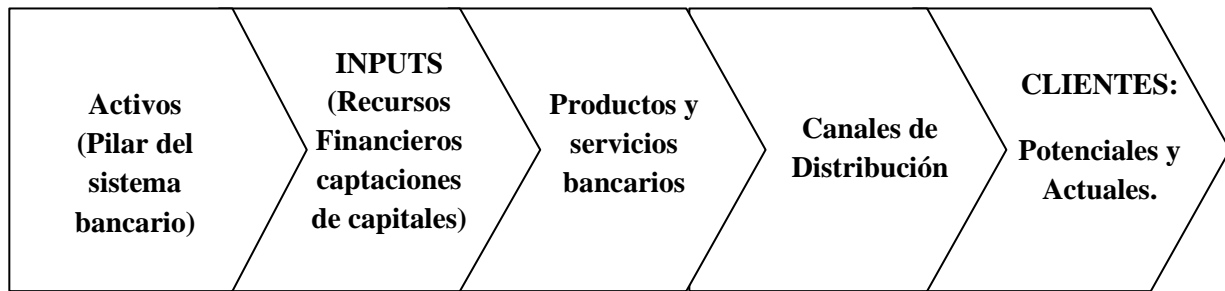 Activos
(Pilar del
sistema
bancario)
INPUTS
(Recursos
Financieros
captaciones
de capitales)
Productos y
servicios
bancarios
Canales de
Distribución
CLIENTES:
Potenciales y
Actuales.